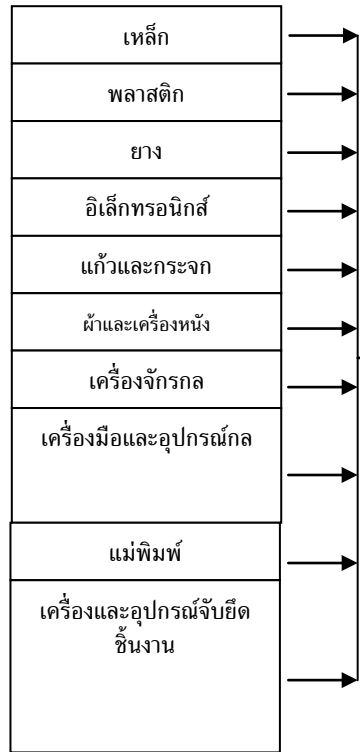 เหล็ก
พลาสติก
ยาง
อิเล็กทรอนิกส์
แก้วและกระจก
ผ้าและเครื่องหนัง
เครื่องจักรกล
เครื่องมือและอุปกรณ์กล
แม่พิมพ์
เครื่องและอุปกรณ์จับยึด
ชิ้นงาน